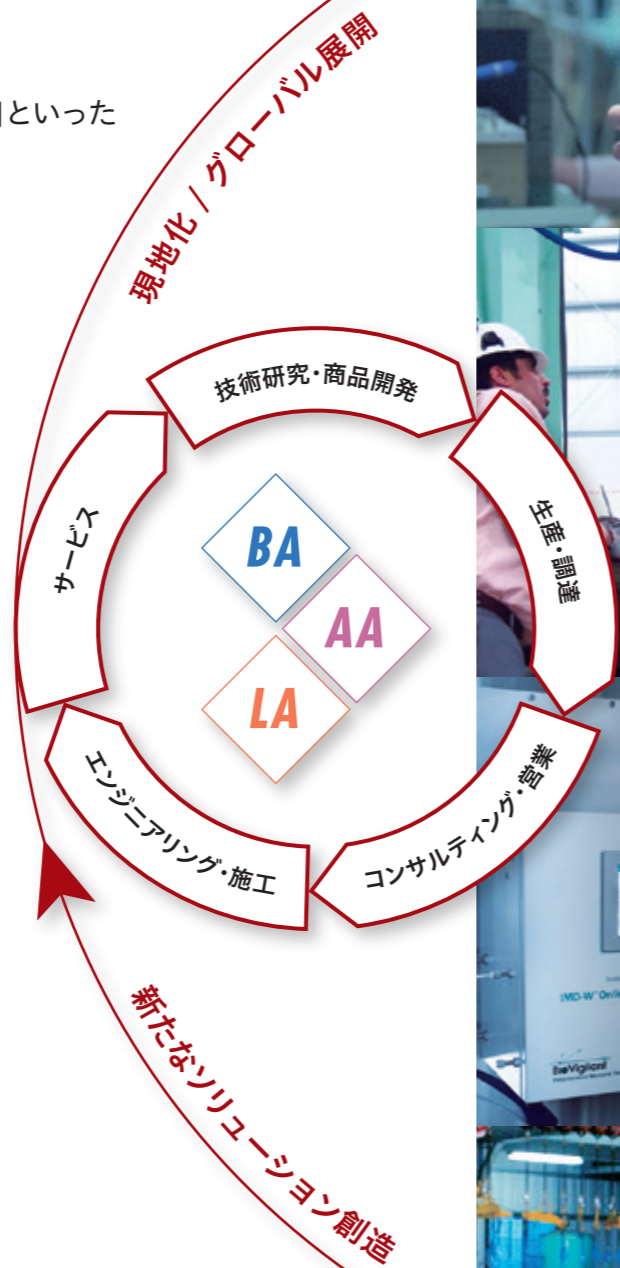 といった
現地化 / グローバル展開
技術研究・商品開発
生産・調達
コンサルティング・営業
エンジニアリング・施工
サービス
BA
AA
LA
新たなソリューション創造
IMD-W
BioVigilant